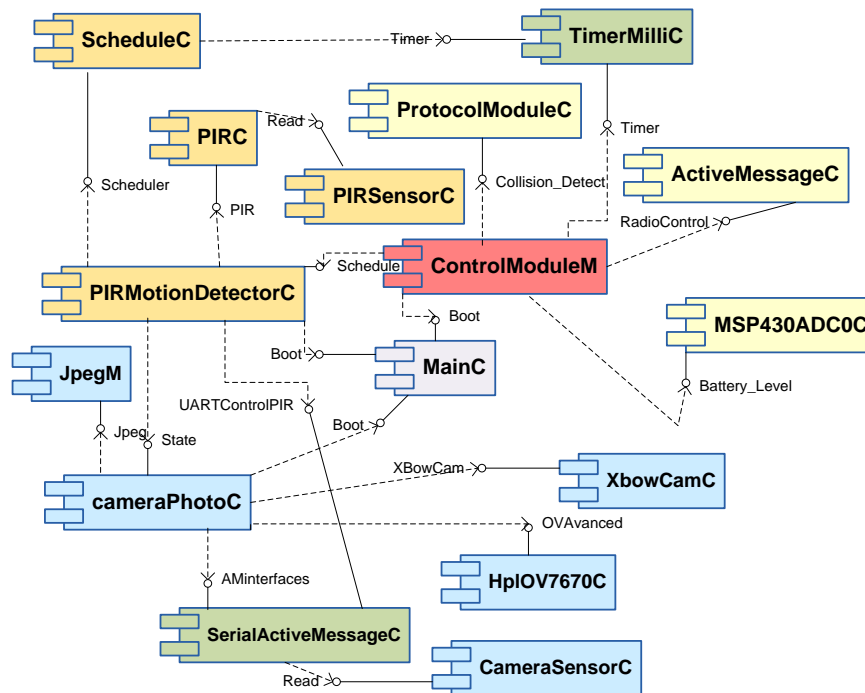 ScheduleC
Timer
TimerMilliC
PIRC
Read
ProtocolModuleC
Timer
Scheduler
PIR
PIRSensorC
Collision_Detect
ActiveMessageC
RadioControl
PIRMotionDetectorC
Schedule
ControlModuleM
Boot
MSP430ADC0C
JpegM
Boot
MainC
Battery_Level
UARTControlPIR
Jpeg
State
Boot
cameraPhotoC
XBowCam
XbowCamC
OVAvanced
AMinterfaces
HplOV7670C
SerialActiveMessageC
Read
CameraSensorC